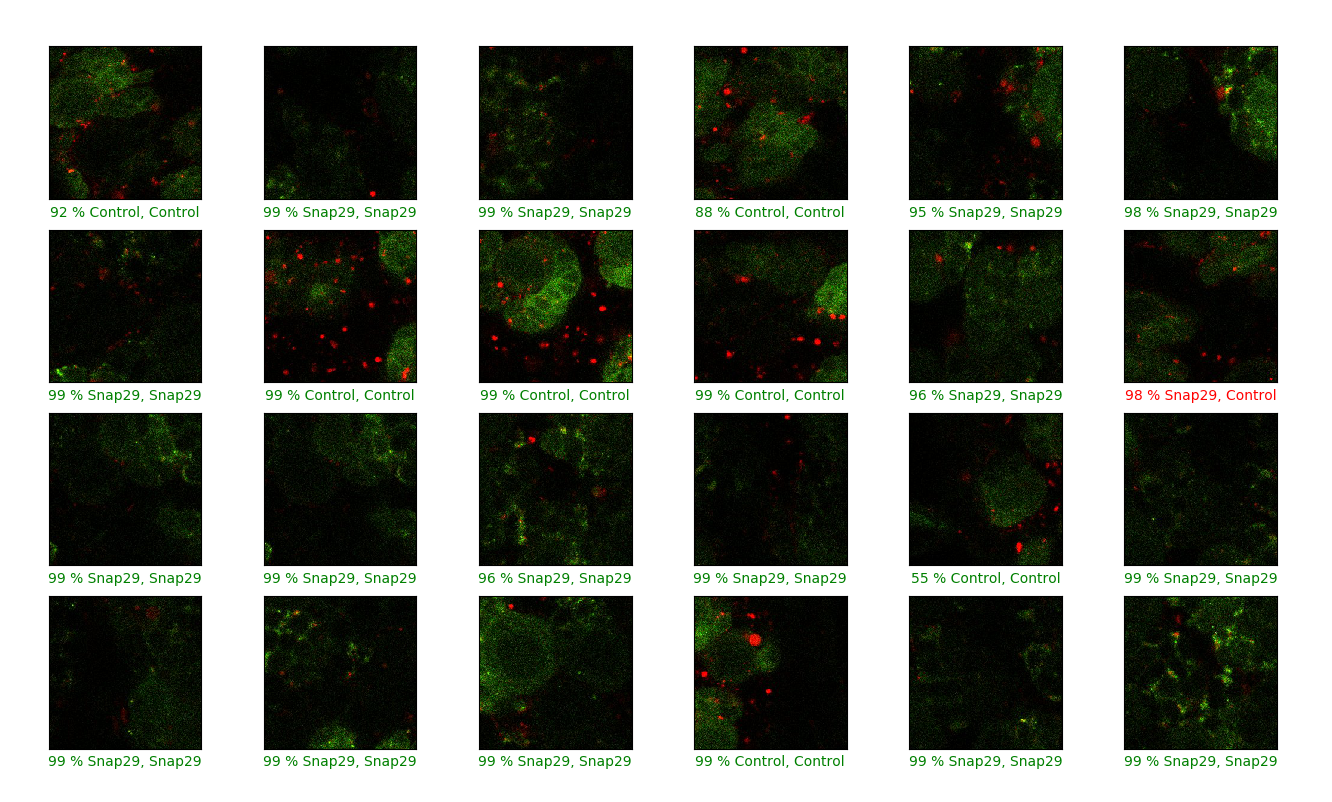 92 % Control, Control
99 % Snap29, Snap29
99 % Snap29, Snap29
88 % Control, Control
95 % Snap29, Snap29
98 % Snap29, Snap29
99 % Snap29, Snap29
99 % Control, Control
99 % Control, Control
99 % Control, Control
96 % Snap29, Snap29
98 % Snap29, Control
99 % Snap29, Snap29
99 % Snap29, Snap29
96 % Snap29, Snap29
99 % Snap29, Snap29
55 % Control, Control
99 % Snap29, Snap29
99 % Snap29, Snap29
99 % Snap29, Snap29
99 % Snap29, Snap29
99 % Control, Control
99 % Snap29, Snap29
99 % Snap29, Snap29